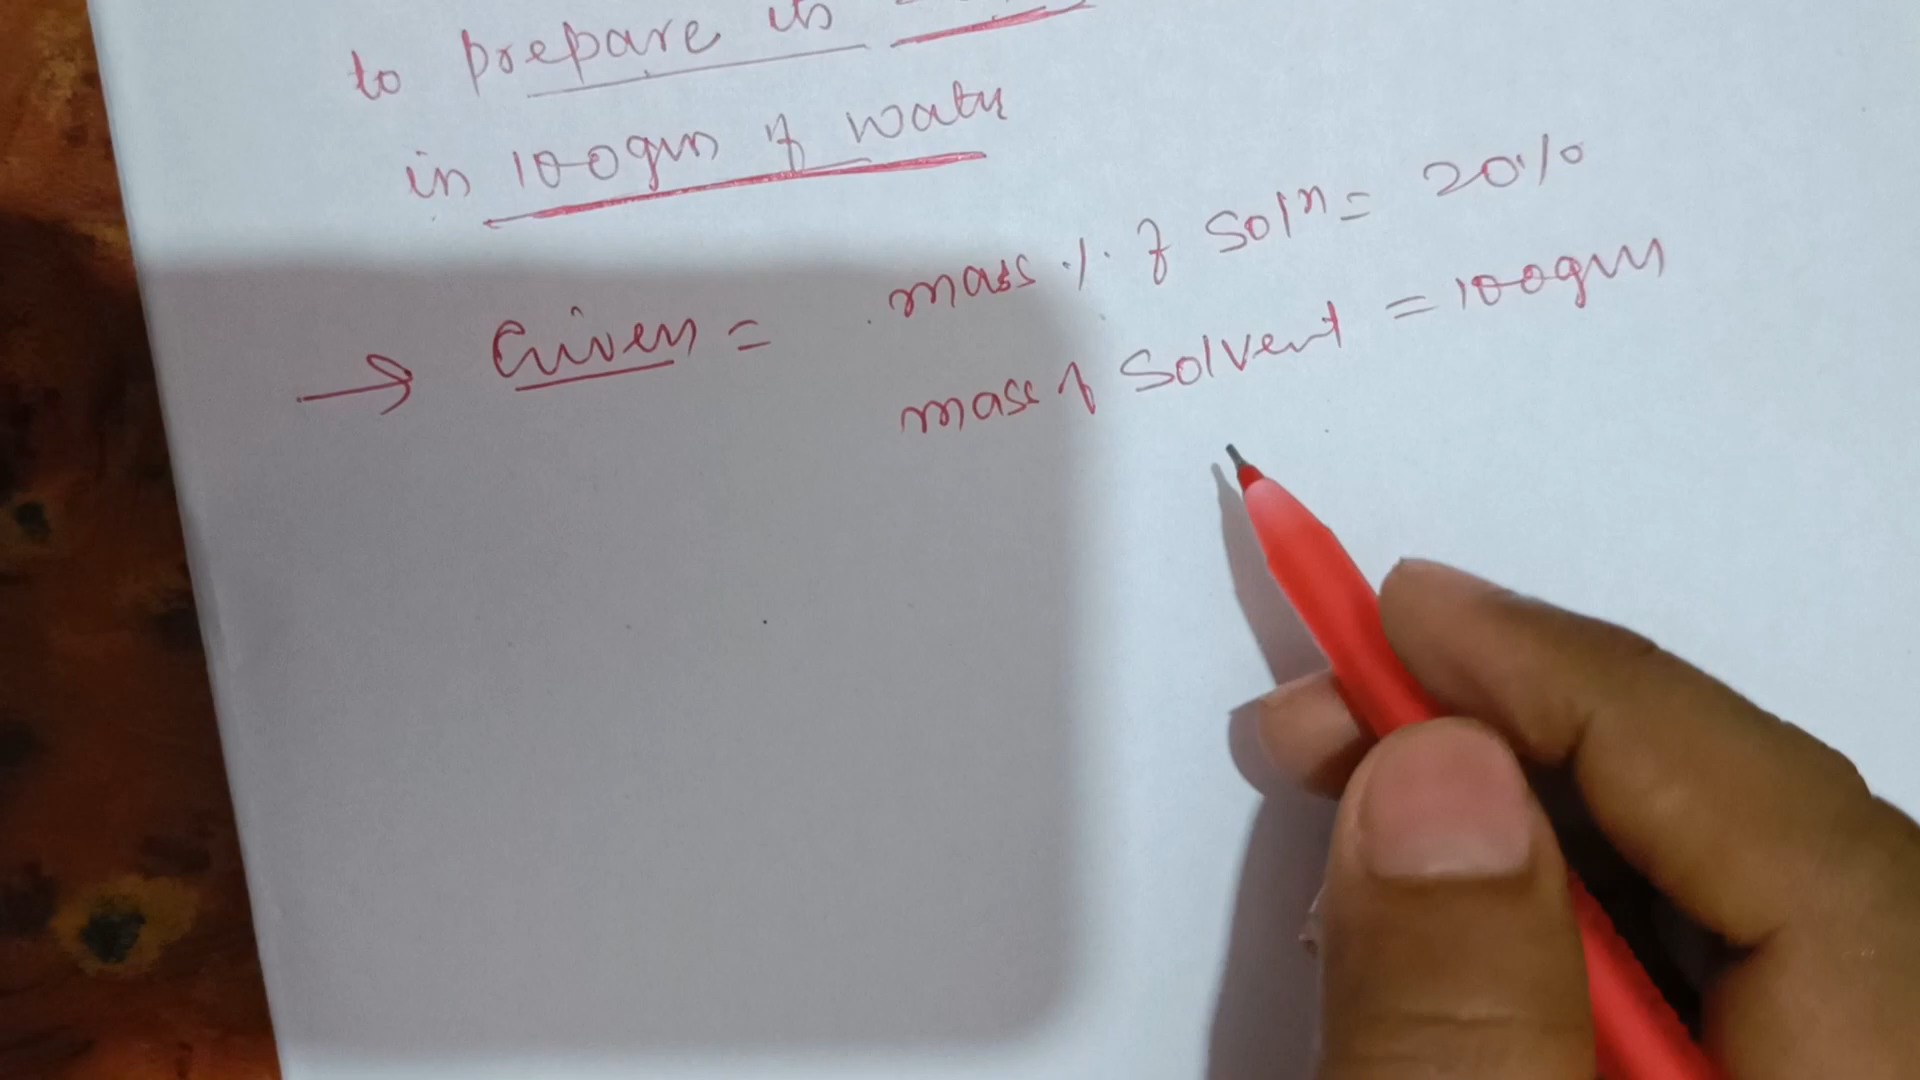 to prepare its
in 100gm of water
→ Given = mass % of solⁿ = 20%
mass of Solvent = 100gm